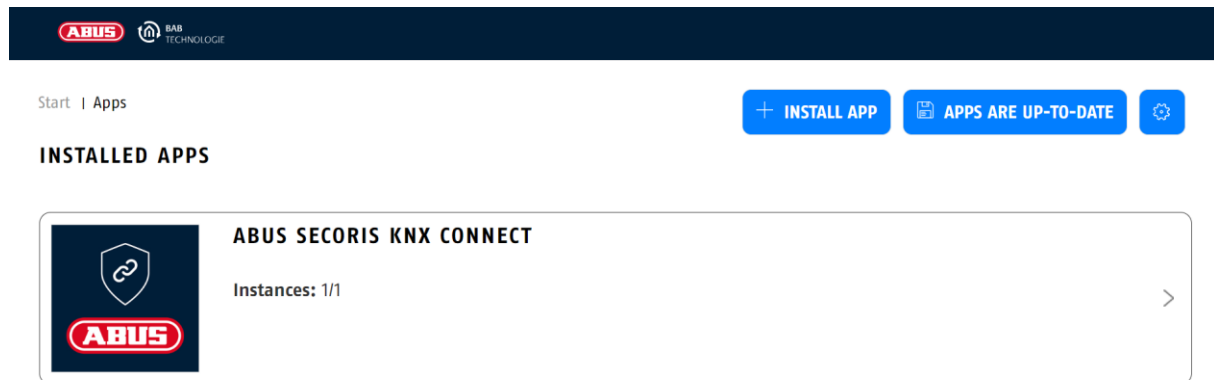 ABUS BAB
TECHNOLOGIE
Start | Apps
+ INSTALL APP
APPS ARE UP-TO-DATE
INSTALLED APPS
ABUS SECORIS KNX CONNECT
Instances: 1/1
ABUS